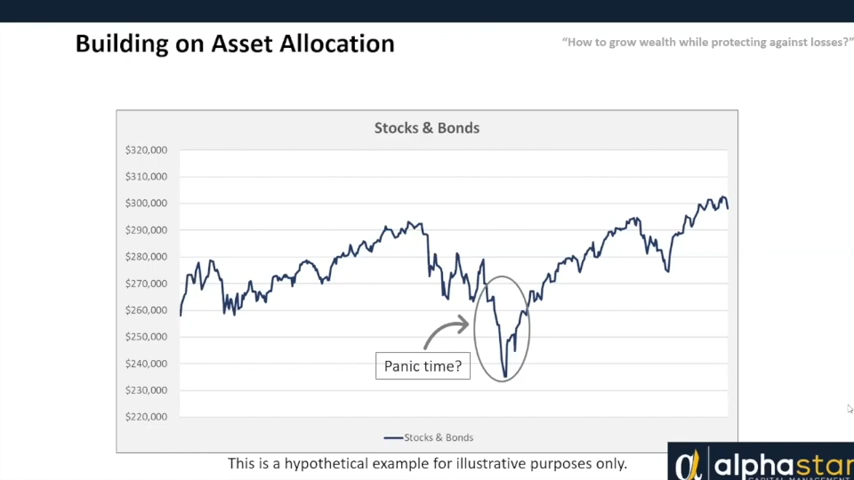 Building on Asset Allocation
“How to grow wealth while protecting against losses?”
Stocks & Bonds
$320,000
$310,000
$300,000
$290,000
$280,000
$270,000
$260,000
$250,000
$240,000
$230,000
$220,000
Panic time?
Stocks & Bonds
This is a hypothetical example for illustrative purposes only.
alphastar
CAPITAL MANAGEMENT